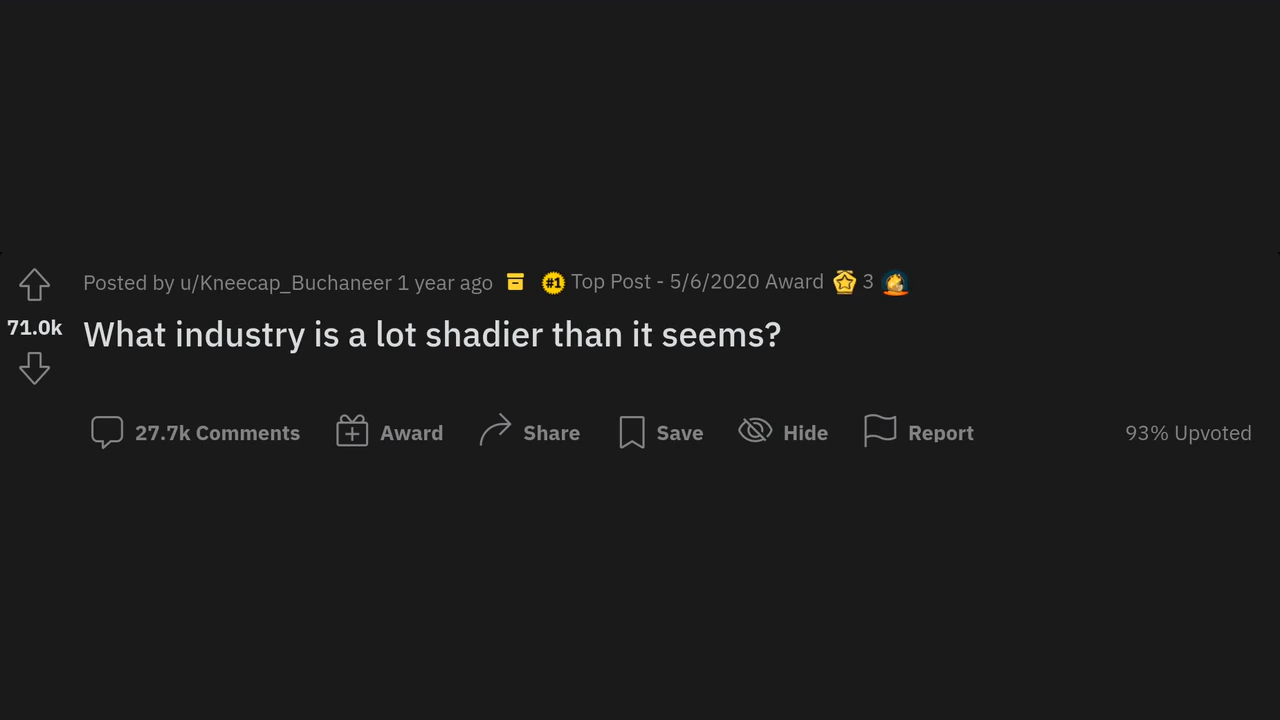 Posted by u/Kneecap_Buchaneer 1 year ago #1 Top Post - 5/6/2020 Award 3
71.0k
What industry is a lot shadier than it seems?
27.7k Comments Award Share Save Hide Report 93% Upvoted